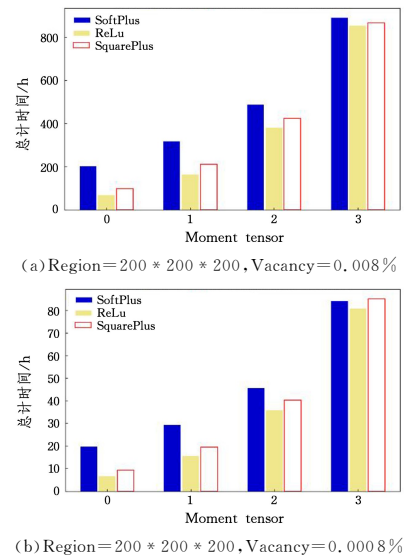 SoftPlus
ReLu
SquarePlus
800
600
400
200
0
总计时间/h
0 1 2 3
Moment tensor
(a)Region=200 * 200 * 200,Vacancy=0.008%
SoftPlus
ReLu
SquarePlus
80
70
60
50
40
30
20
10
0
总计时间/h
0 1 2 3
Moment tensor
(b)Region=200 * 200 * 200,Vacancy=0.0008%